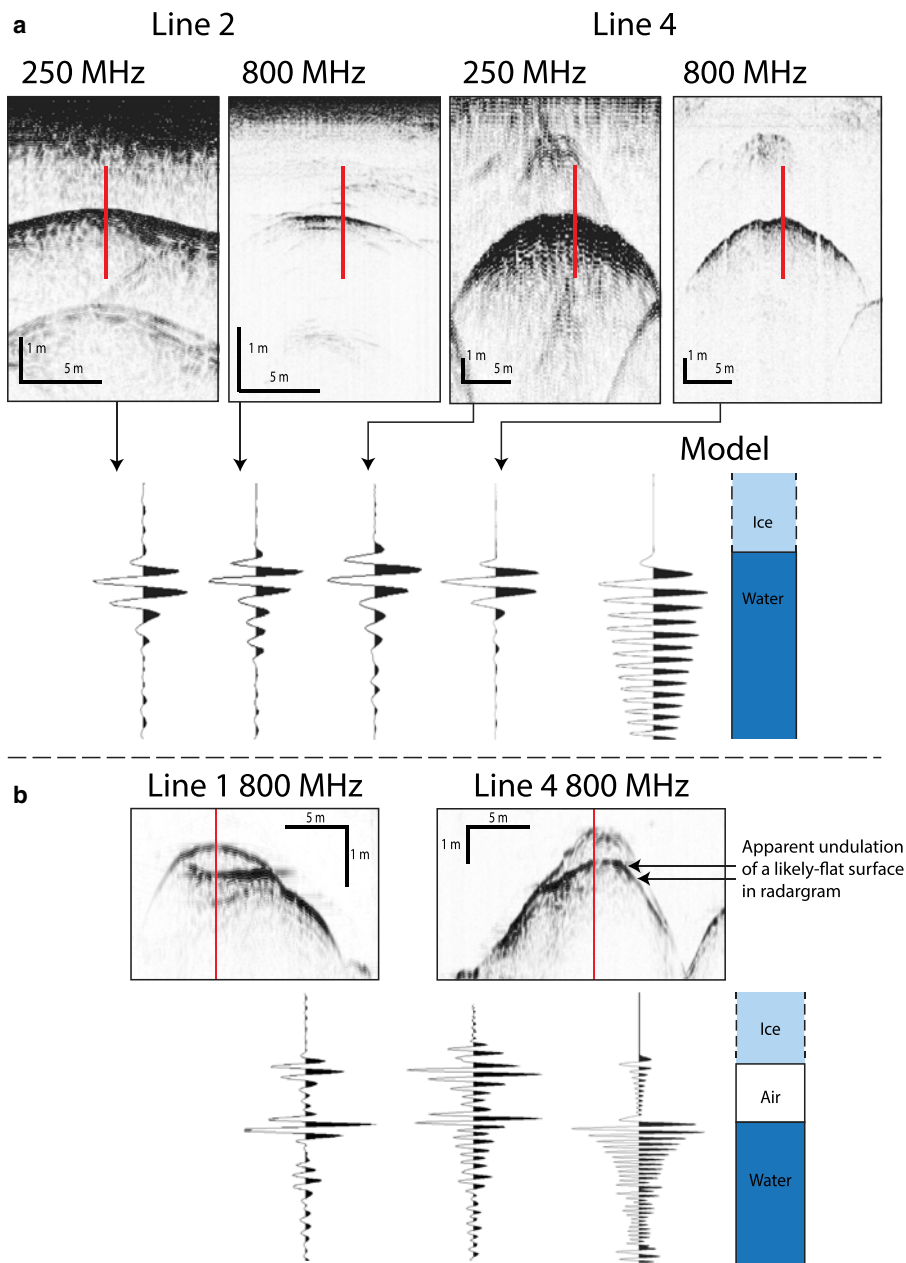 a
Line 2
Line 4
250 MHz
800 MHz
250 MHz
800 MHz
1 m
5 m
1 m
5 m
1 m
5 m
1 m
5 m
Model
Ice
Water
b
Line 1 800 MHz
Line 4 800 MHz
5 m
1 m
5 m
1 m
Apparent undulation
of a likely-flat surface
in radargram
Ice
Air
Water